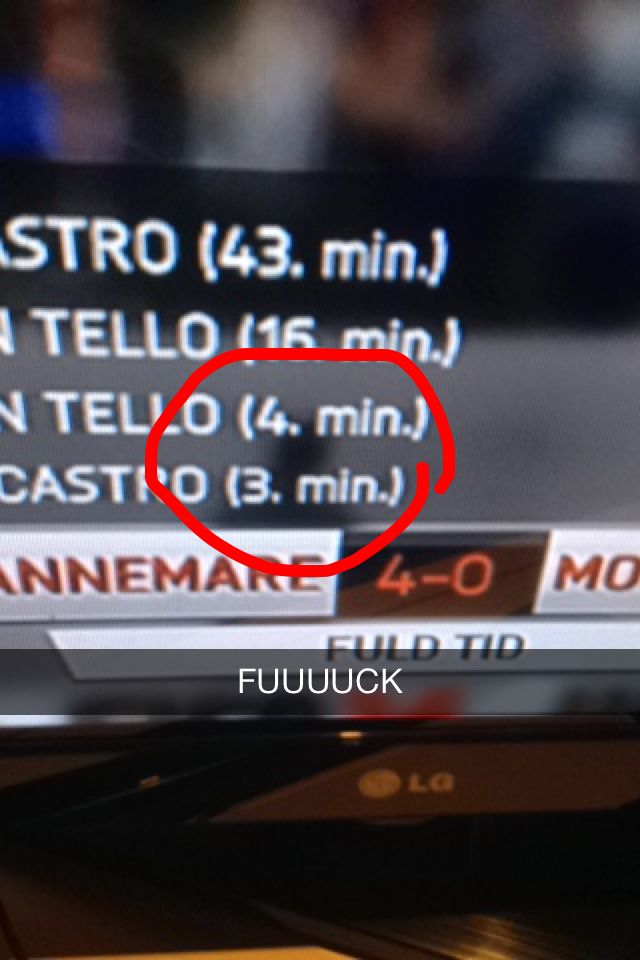 ASTRO (43. min.)
N TELLO (16. min.)
N TELLO (4. min.)
CASTRO (3. min.)
ANNEMARE 4-0 MO
FULD TID
FUUUUCK
LG